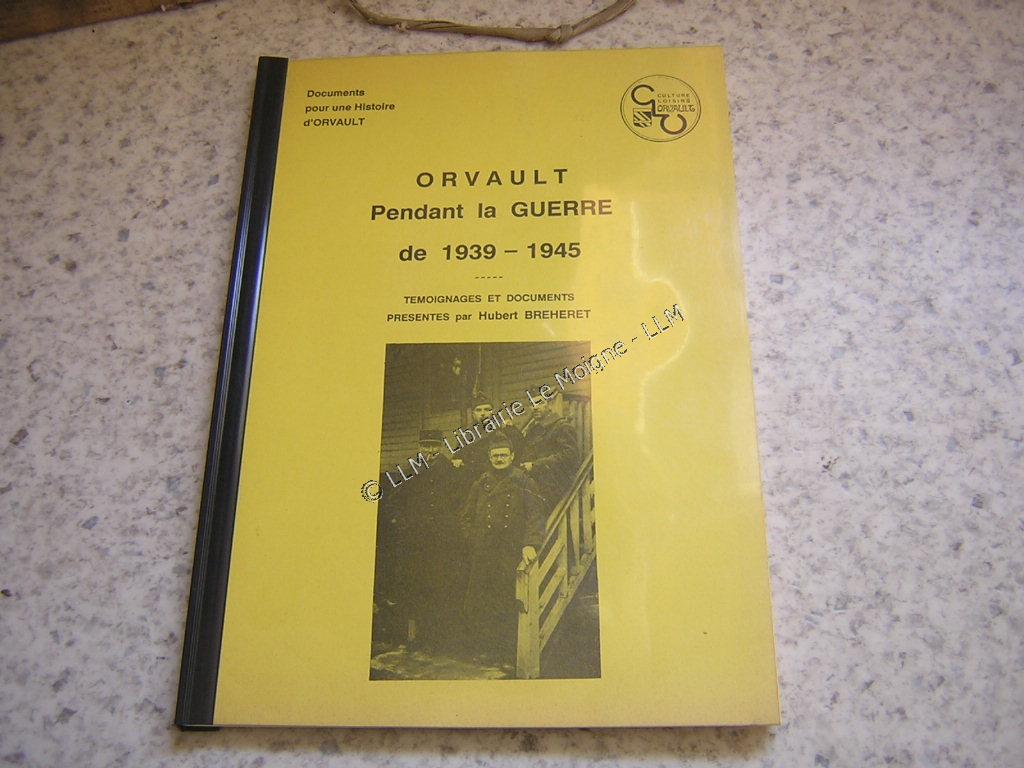 Documents
pour une Histoire
d'ORVAULT
CULTURE
LOISIRS
ORVAULT
ORVAULT
Pendant la GUERRE
de 1939 – 1945
-----
TEMOIGNAGES ET DOCUMENTS
PRESENTES par Hubert BREHERET
© LLM - Librairie Le Moigne - LLM